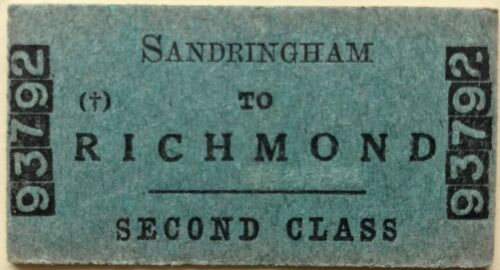 SANDRINGHAM
(†) TO
RICHMOND
SECOND CLASS
93792
93792